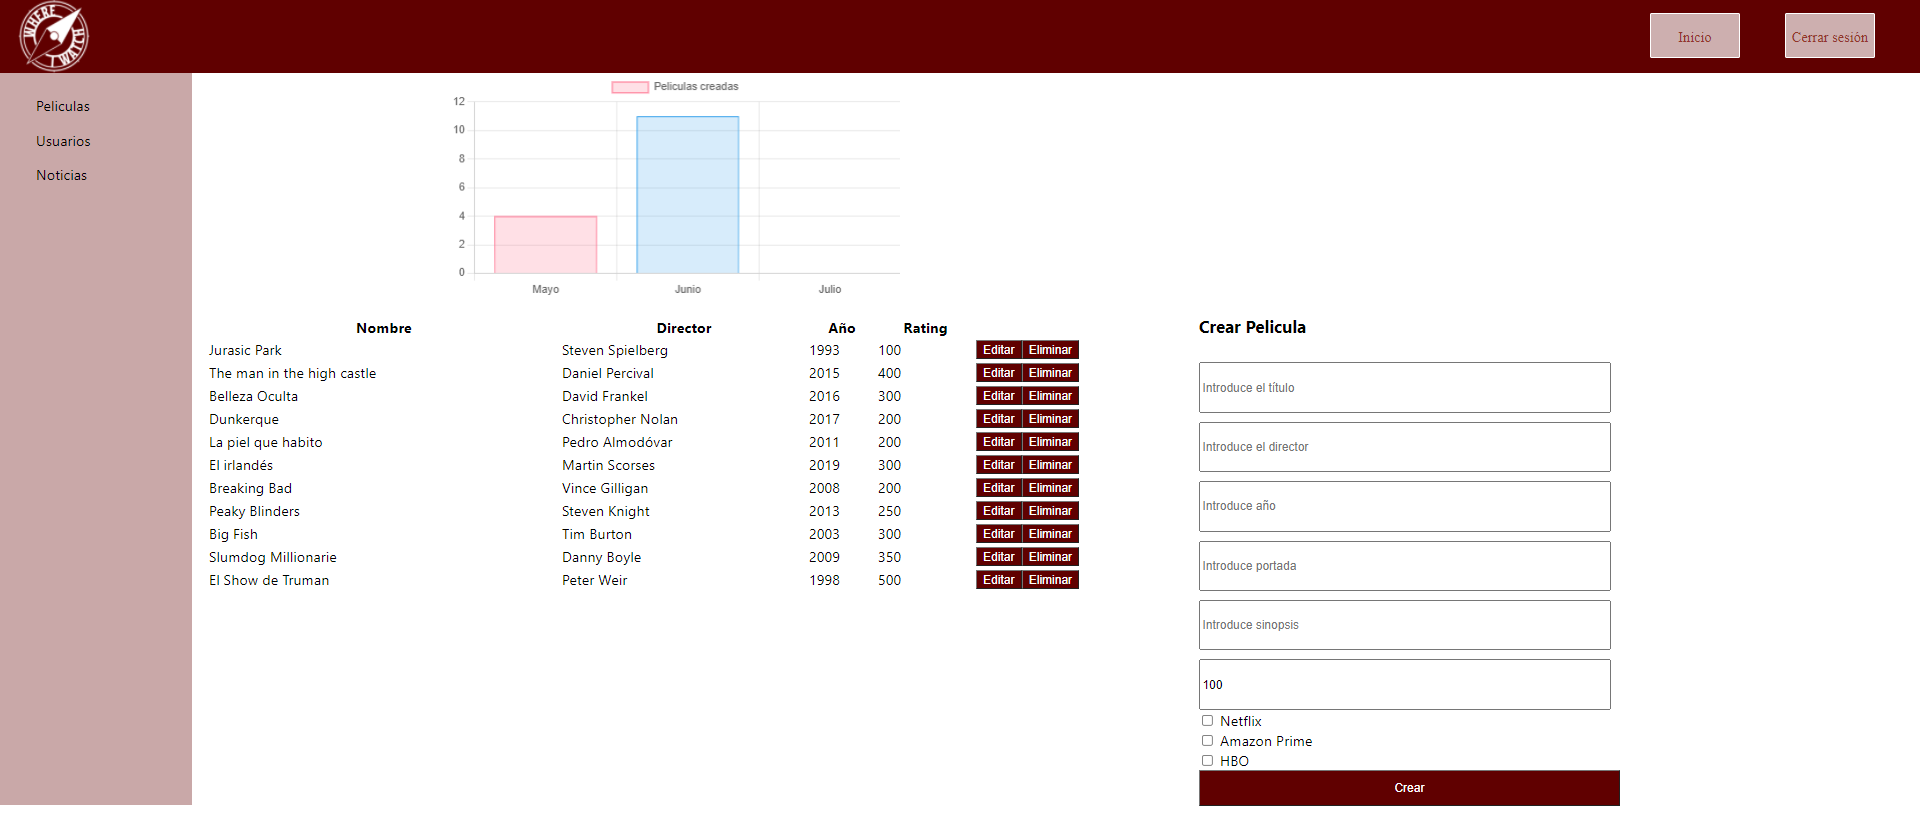 WHERE I WATCH
Inicio
Cerrar sesión
Peliculas
Usuarios
Noticias
Peliculas creadas
12
10
8
6
4
2
0
Mayo Junio Julio
Nombre Director Año Rating
Jurasic Park Steven Spielberg 1993 100 Editar Eliminar
The man in the high castle Daniel Percival 2015 400 Editar Eliminar
Belleza Oculta David Frankel 2016 300 Editar Eliminar
Dunkerque Christopher Nolan 2017 200 Editar Eliminar
La piel que habito Pedro Almodóvar 2011 200 Editar Eliminar
El irlandés Martin Scorses 2019 300 Editar Eliminar
Breaking Bad Vince Gilligan 2008 200 Editar Eliminar
Peaky Blinders Steven Knight 2013 250 Editar Eliminar
Big Fish Tim Burton 2003 300 Editar Eliminar
Slumdog Millionarie Danny Boyle 2009 350 Editar Eliminar
El Show de Truman Peter Weir 1998 500 Editar Eliminar
Crear Pelicula
Introduce el título
Introduce el director
Introduce año
Introduce portada
Introduce sinopsis
100
Netflix
Amazon Prime
HBO
Crear